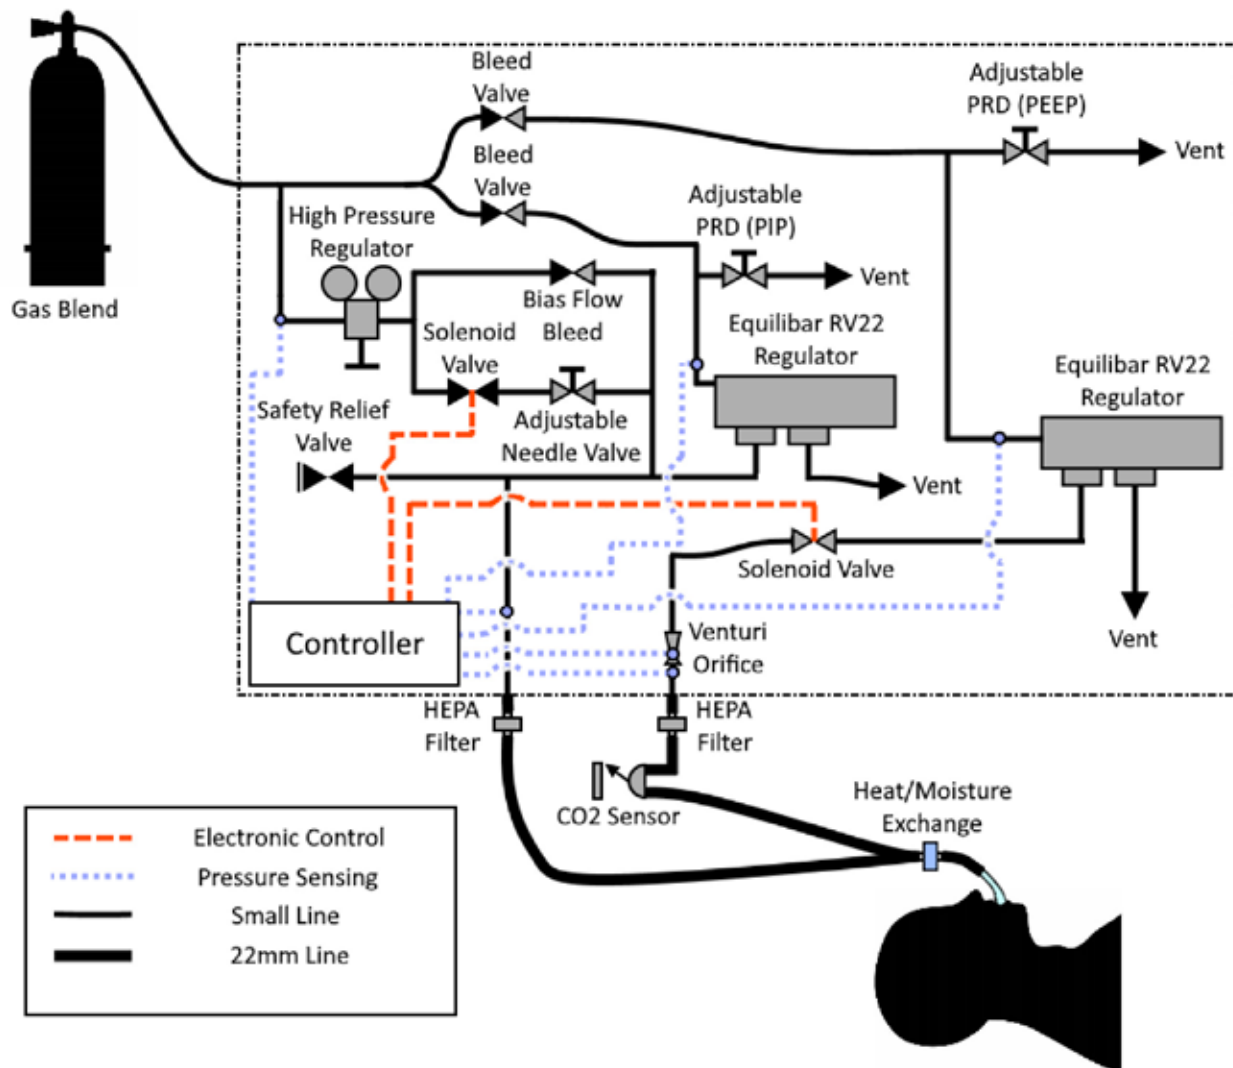 Bleed
Valve
Adjustable
PRD (PEEP)
Vent
Bleed
Valve
Adjustable
PRD (PIP)
Vent
High Pressure
Regulator
Gas Blend
Bias Flow
Bleed
Solenoid
Valve
Equilibar RV22
Regulator
Equilibar RV22
Regulator
Safety Relief
Valve
Adjustable
Needle Valve
Vent
Solenoid Valve
Controller
Venturi
Orifice
Vent
HEPA
Filter
HEPA
Filter
CO2 Sensor
Heat/Moisture
Exchange
Electronic Control
Pressure Sensing
Small Line
22mm Line